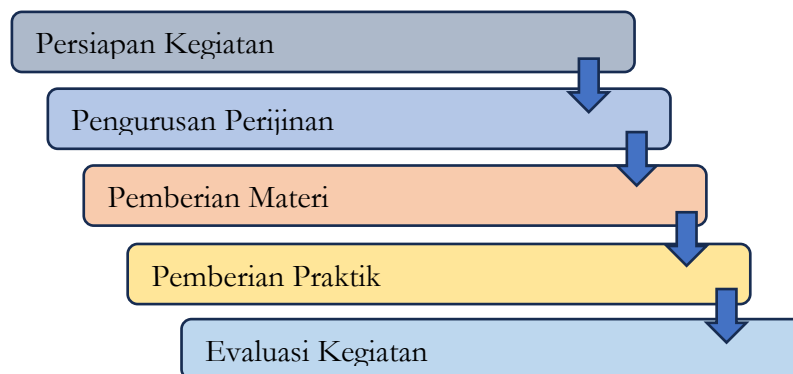 Persiapan Kegiatan
Pengurusan Perijinan
Pemberian Materi
Pemberian Praktik
Evaluasi Kegiatan